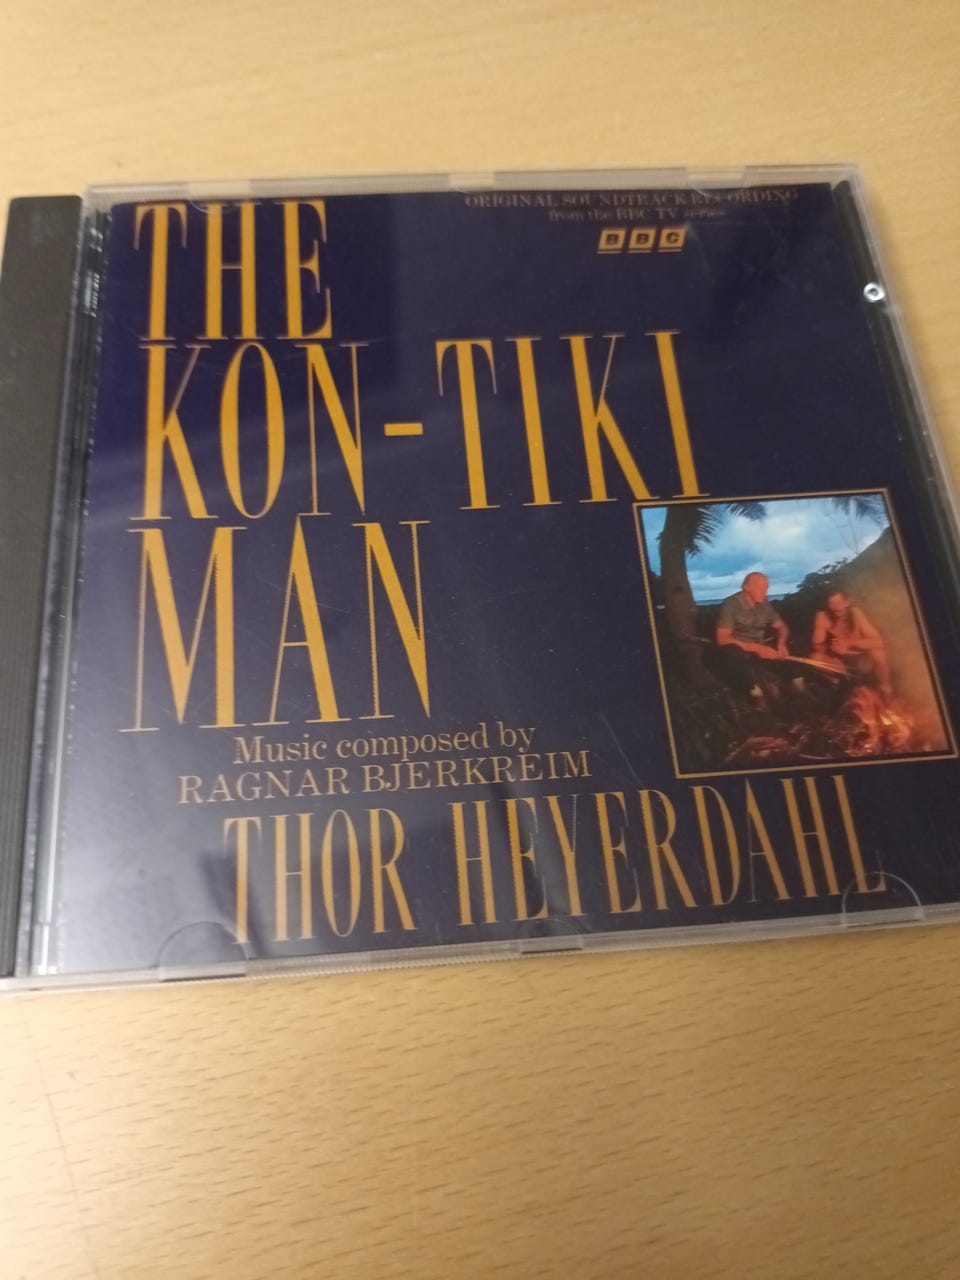 ORIGINAL SOUNDTRACK RECORDING
from the BBC TV series
BBC
THE
KON-TIKI
MAN
Music composed by
RAGNAR BJERKREIM
THOR HEYERDAHL